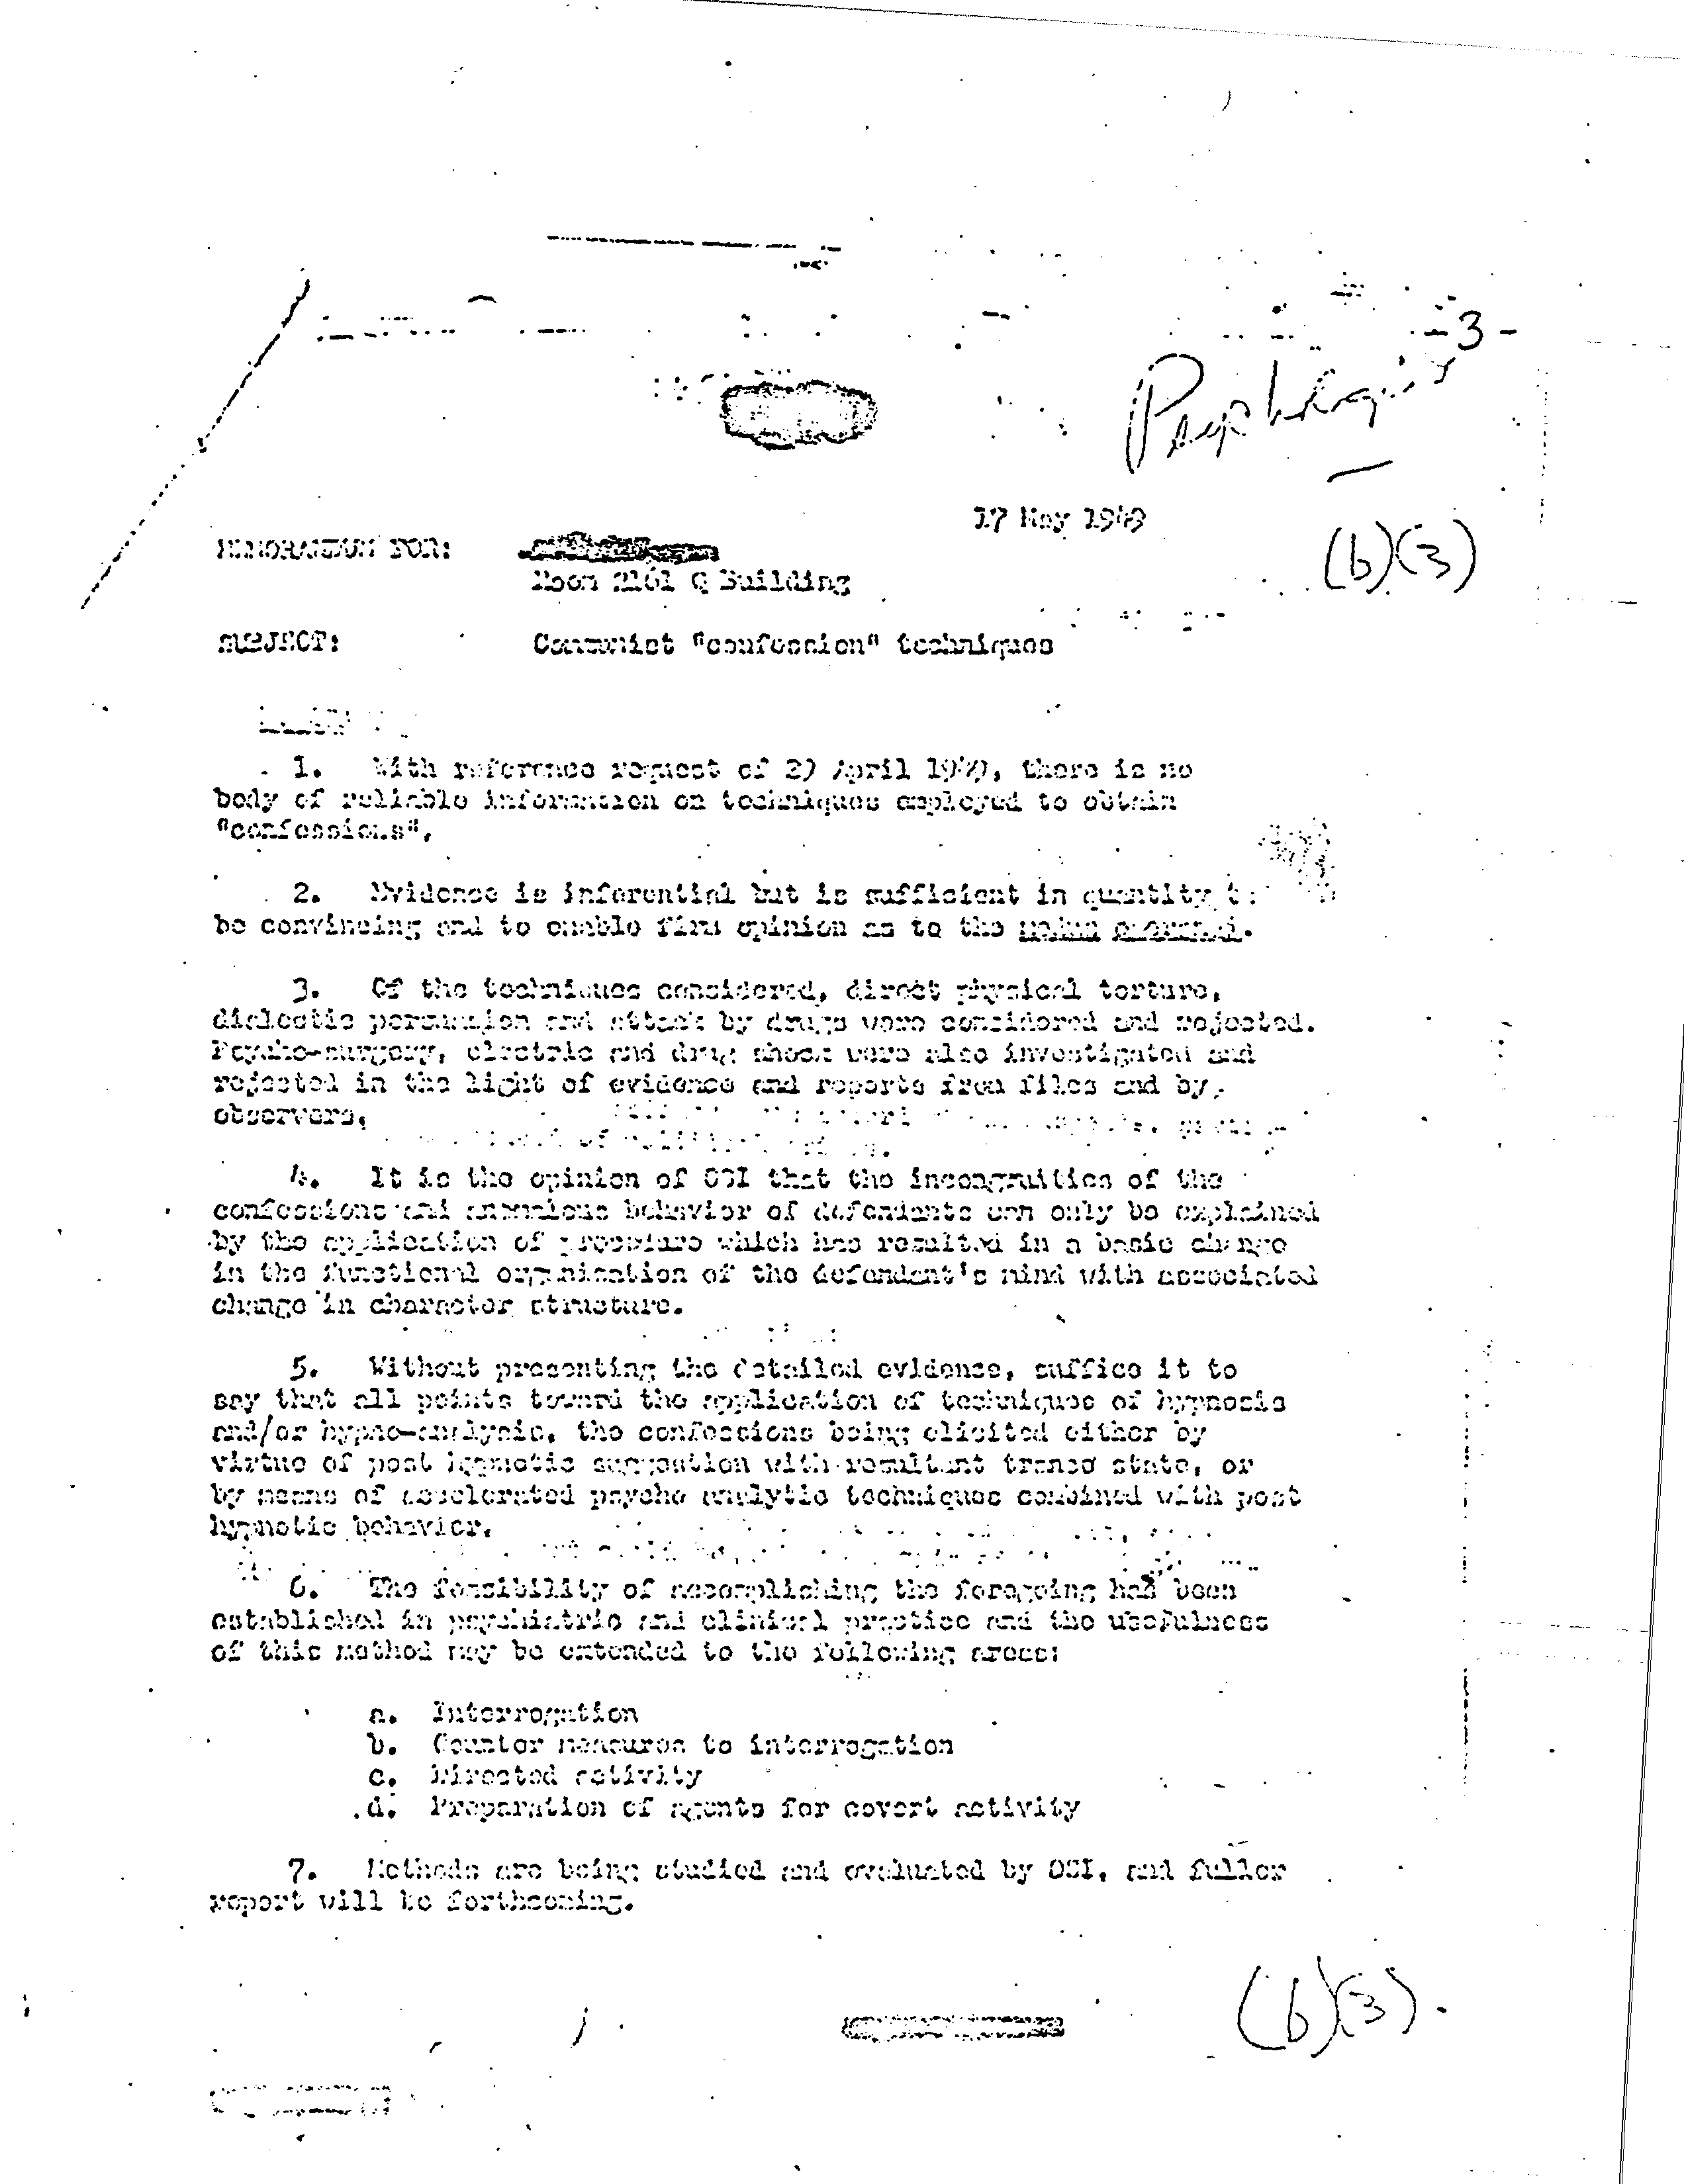 -3-
17 May 1949
(b)(3)
MEMORANDUM FOR:
Room 2161 Q Building
SUBJECT: Communist "confession" techniques
1. With reference request of 29 April 1949, there is no
body of reliable information on techniques employed to obtain
"confessions".
2. Evidence is inferential but is sufficient in quantity to
be convincing and to enable firm opinion as to the
3. Of the techniques considered, direct physical torture,
dialectic persuasion and attack by drugs were considered and rejected.
Psycho-surgery, electric and drug shock were also investigated and
rejected in the light of evidence and reports from files and by
observers.
4. It is the opinion of OSI that the incongruities of the
confessions and anomalous behavior of defendants can only be explained
by the application of procedure which has resulted in a basic change
in the functional organization of the defendant's mind with associated
change in character structure.
5. Without presenting the detailed evidence, suffice it to
say that all points toward the application of techniques of hypnosis
and/or hypno-analysis, the confessions being elicited either by
virtue of post hypnotic suggestion with resultant trance state, or
by means of accelerated psycho analytic techniques combined with post
hypnotic behavior.
6. The feasibility of accomplishing the foregoing has been
established in psychiatric and clinical practice and the usefulness
of this method may be extended to the following areas:
a. Interrogation
b. Counter measures to interrogation
c. Directed activity
d. Preparation of agents for covert activity
7. Methods are being studied and evaluated by OSI, and fuller
report will be forthcoming.
(b)(3).